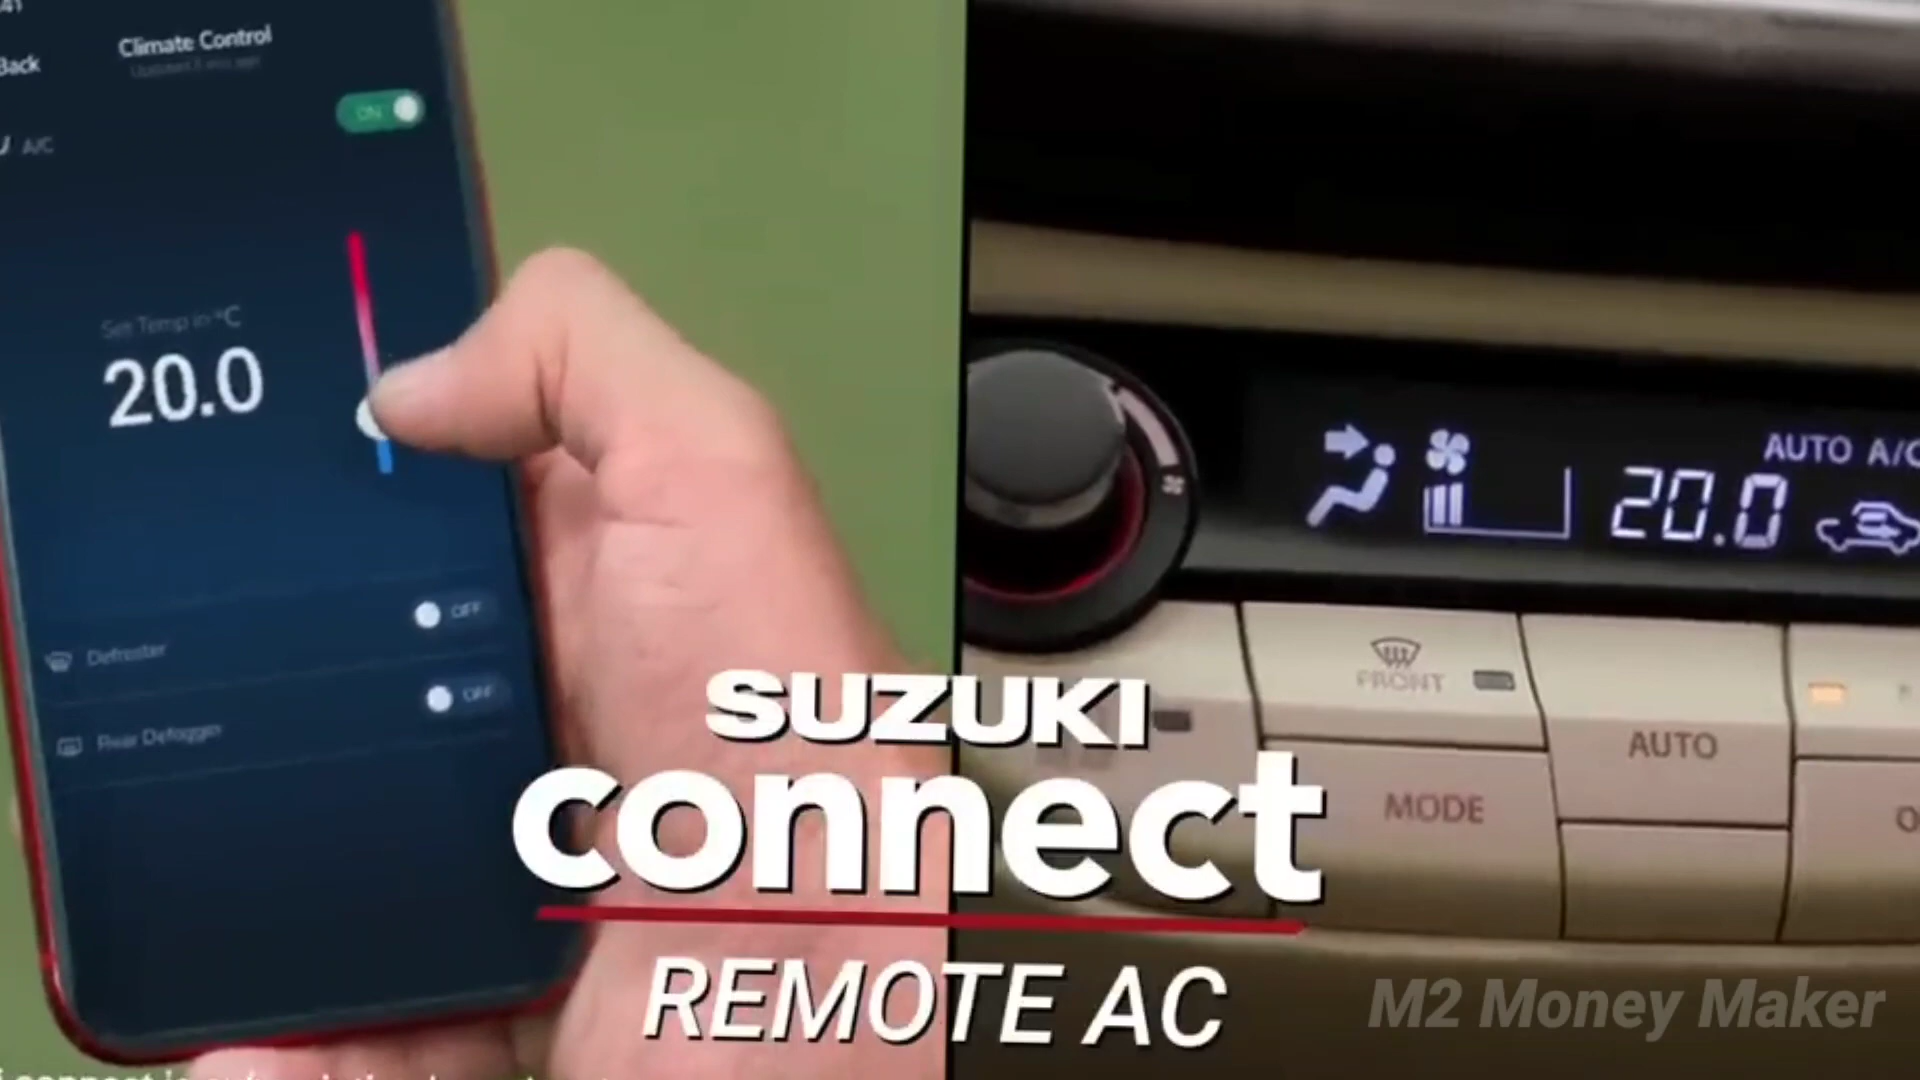 Back
Climate Control
ON
A/C
Set Temp in °C
20.0
OFF
Defroster
OFF
Rear Defogger
AUTO A/C
20.0
FRONT
AUTO
MODE
SUZUKI
connect
REMOTE AC
M2 Money Maker